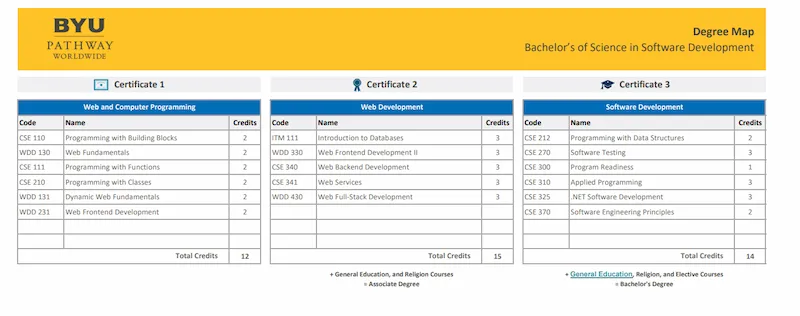 BYU
PATHWAY
WORLDWIDE
Degree Map
Bachelor's of Science in Software Development
Certificate 1
Web and Computer Programming
Code Name Credits
CSE 110 Programming with Building Blocks 2
WDD 130 Web Fundamentals 2
CSE 111 Programming with Functions 2
CSE 210 Programming with Classes 2
WDD 131 Dynamic Web Fundamentals 2
WDD 231 Web Frontend Development 2
Total Credits 12
Certificate 2
Web Development
Code Name Credits
ITM 111 Introduction to Databases 3
WDD 330 Web Frontend Development II 3
CSE 340 Web Backend Development 3
CSE 341 Web Services 3
WDD 430 Web Full-Stack Development 3
Total Credits 15
+ General Education, and Religion Courses
= Associate Degree
Certificate 3
Software Development
Code Name Credits
CSE 212 Programming with Data Structures 2
CSE 270 Software Testing 3
CSE 300 Program Readiness 1
CSE 310 Applied Programming 3
CSE 325 .NET Software Development 3
CSE 370 Software Engineering Principles 2
Total Credits 14
+ General Education, Religion, and Elective Courses
= Bachelor's Degree